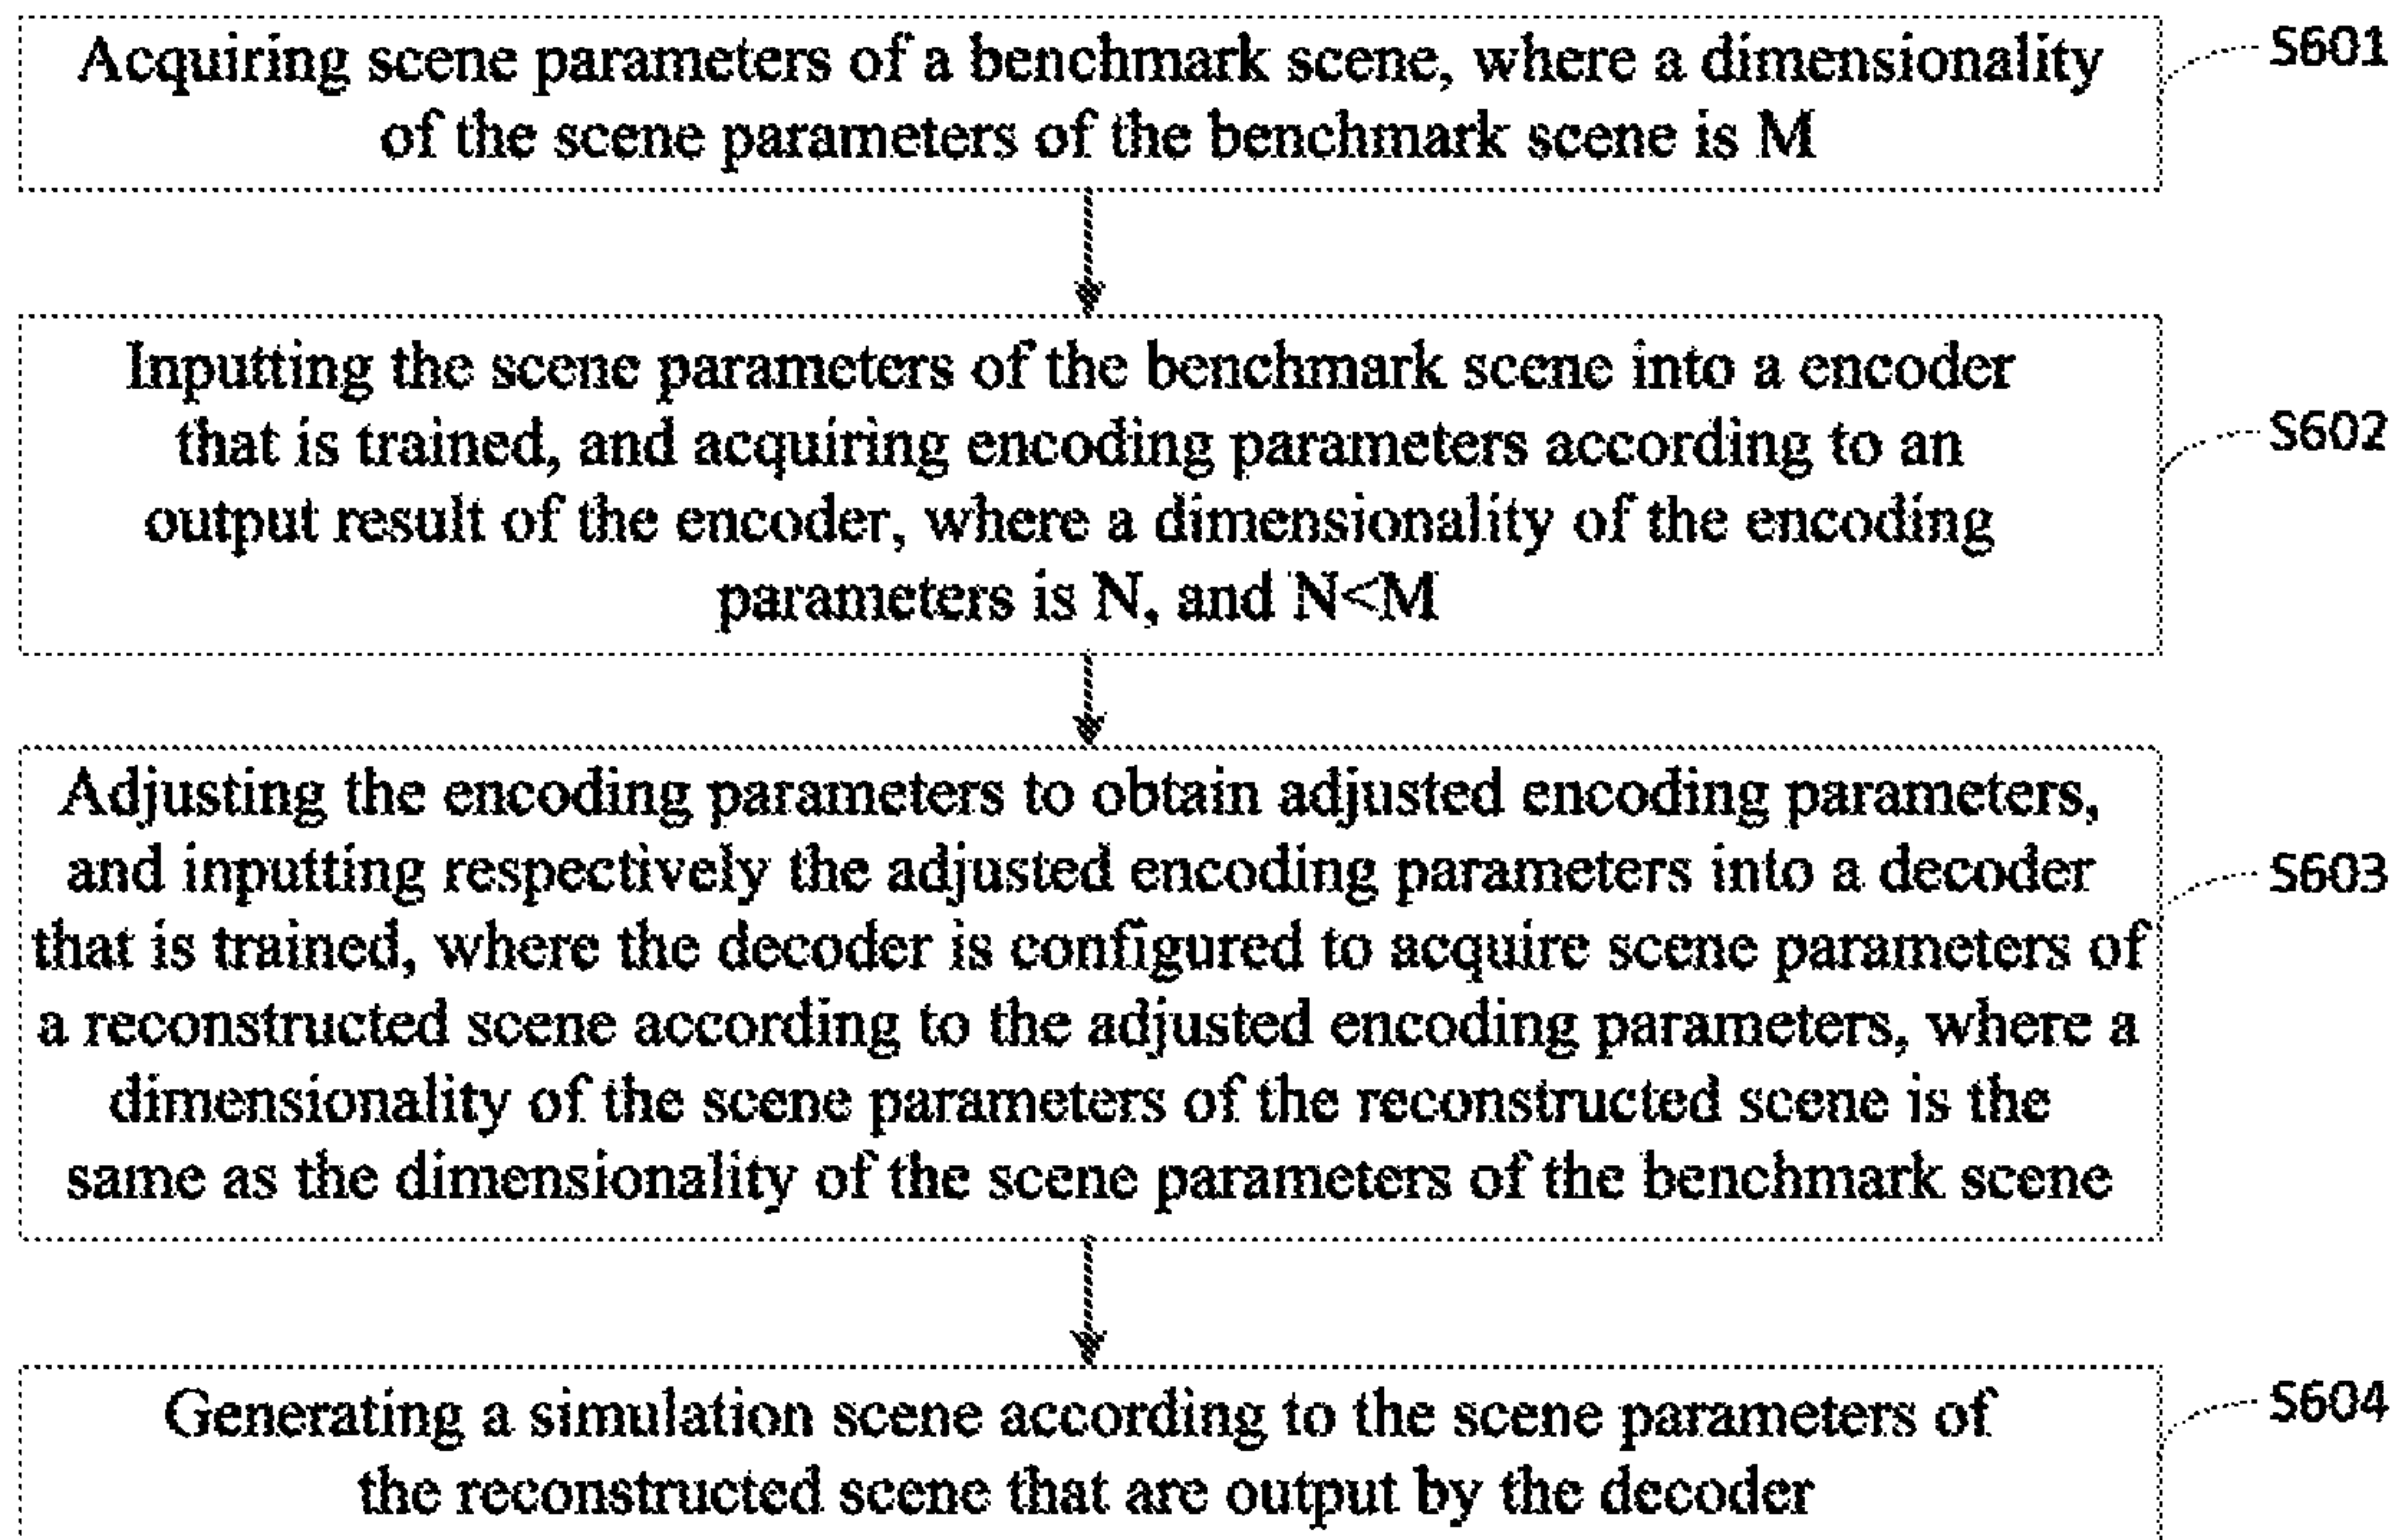 Acquiring scene parameters of a benchmark scene, where a dimensionality
of the scene parameters of the benchmark scene is M
S601
Inputting the scene parameters of the benchmark scene into a encoder
that is trained, and acquiring encoding parameters according to an
output result of the encoder, where a dimensionality of the encoding
parameters is N, and N<M
S602
Adjusting the encoding parameters to obtain adjusted encoding parameters,
and inputting respectively the adjusted encoding parameters into a decoder
that is trained, where the decoder is configured to acquire scene parameters of
a reconstructed scene according to the adjusted encoding parameters, where a
dimensionality of the scene parameters of the reconstructed scene is the
same as the dimensionality of the scene parameters of the benchmark scene
S603
Generating a simulation scene according to the scene parameters of
the reconstructed scene that are output by the decoder
S604